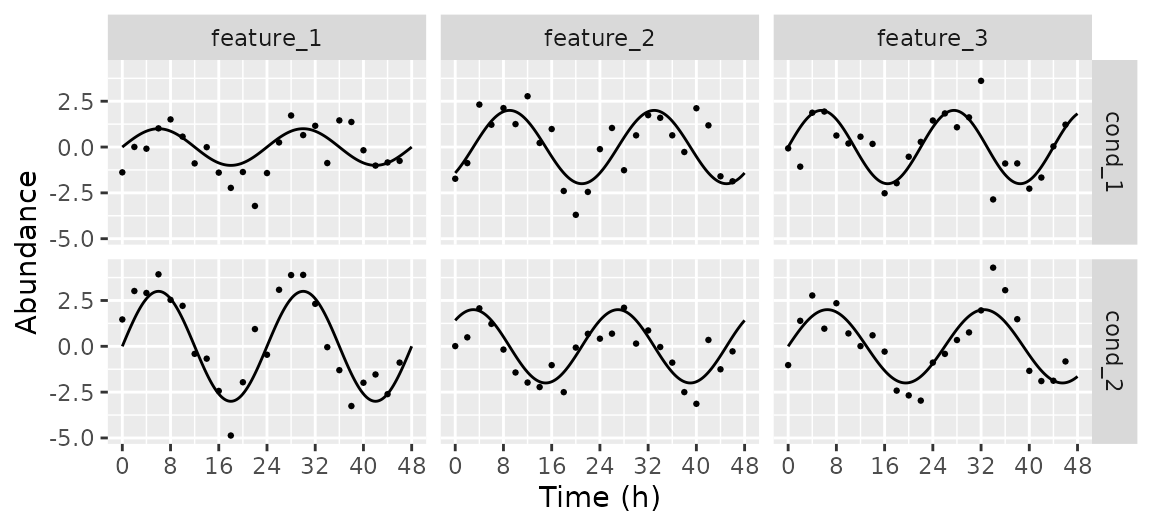 feature_1 feature_2 feature_3
Abundance
2.5
0.0
-2.5
-5.0
cond_1
2.5
0.0
-2.5
-5.0
cond_2
0 8 16 24 32 40 48 0 8 16 24 32 40 48 0 8 16 24 32 40 48
Time (h)